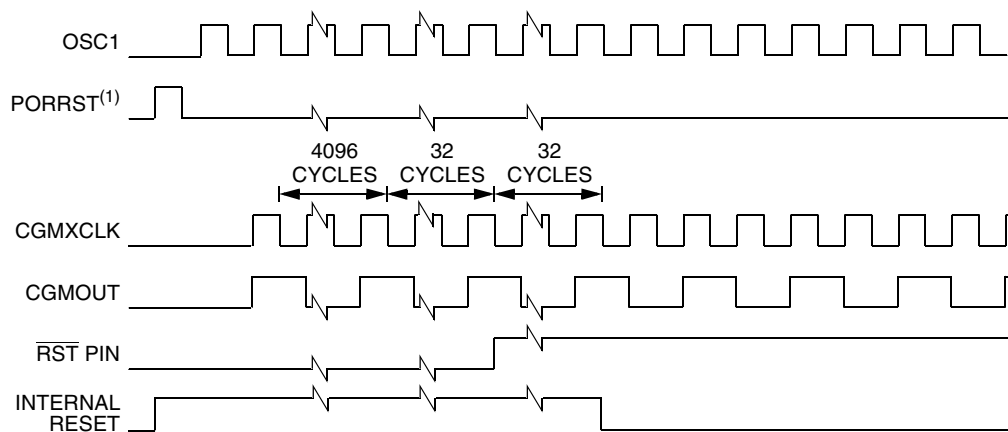 OSC1
PORRST(1)
4096 CYCLES
32 CYCLES
32 CYCLES
CGMXCLK
CGMOUT
RST PIN
INTERNAL RESET